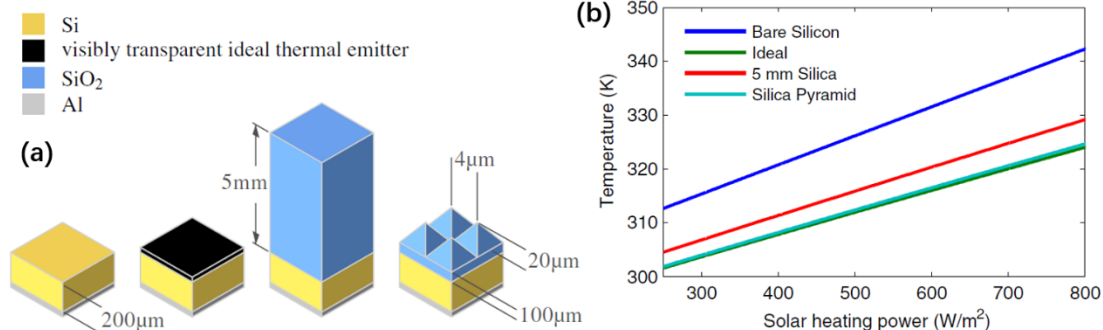 Si
visibly transparent ideal thermal emitter
SiO₂
Al
(a)
5mm
4μm
20μm
200μm
100μm
(b)
350
340
330
320
310
300
Temperature (K)
Bare Silicon
Ideal
5 mm Silica
Silica Pyramid
300 400 500 600 700 800
Solar heating power (W/m²)